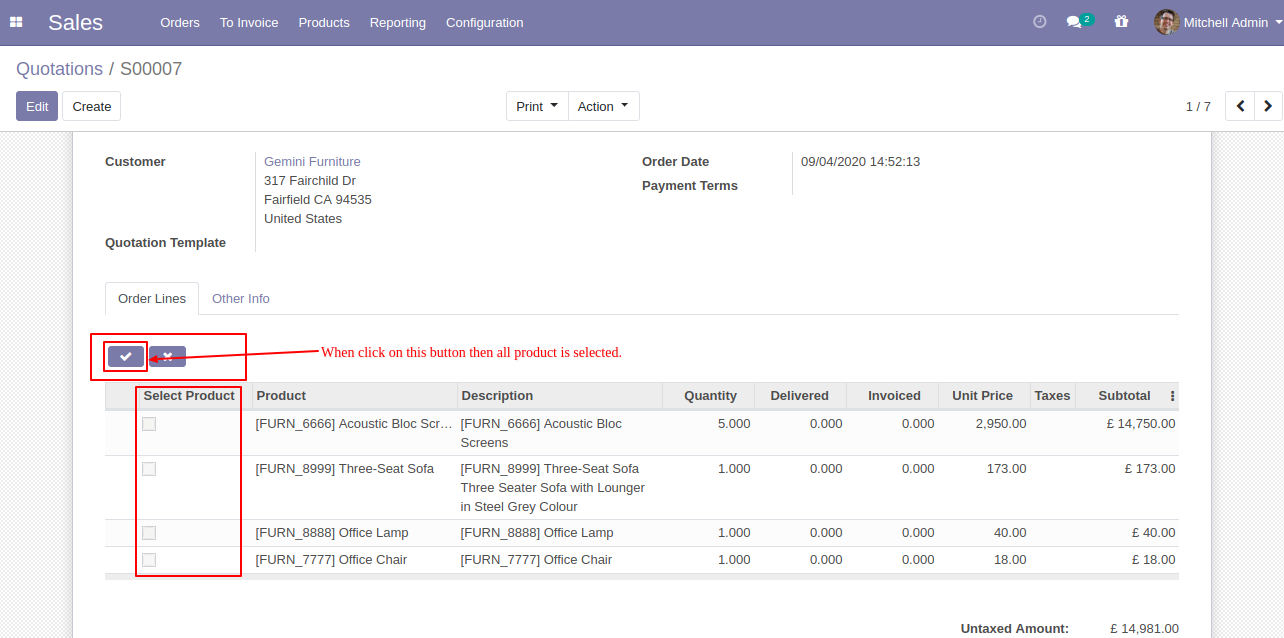 Sales Orders To Invoice Products Reporting Configuration 2 Mitchell Admin
Quotations / S00007
Edit Create Print Action 1 / 7
Customer Gemini Furniture Order Date 09/04/2020 14:52:13
317 Fairchild Dr Payment Terms
Fairfield CA 94535
United States
Quotation Template
Order Lines Other Info
When click on this button then all product is selected.
Select Product Product Description Quantity Delivered Invoiced Unit Price Taxes Subtotal
[FURN_6666] Acoustic Bloc Scr… [FURN_6666] Acoustic Bloc 5.000 0.000 0.000 2,950.00 £ 14,750.00
Screens
[FURN_8999] Three-Seat Sofa [FURN_8999] Three-Seat Sofa 1.000 0.000 0.000 173.00 £ 173.00
Three Seater Sofa with Lounger
in Steel Grey Colour
[FURN_8888] Office Lamp [FURN_8888] Office Lamp 1.000 0.000 0.000 40.00 £ 40.00
[FURN_7777] Office Chair [FURN_7777] Office Chair 1.000 0.000 0.000 18.00 £ 18.00
Untaxed Amount: £ 14,981.00